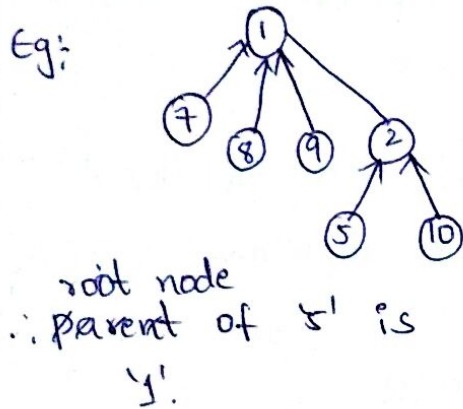 Eg:
1
7
8
9
2
5
10
root node
∴ parent of '5' is
'1'.